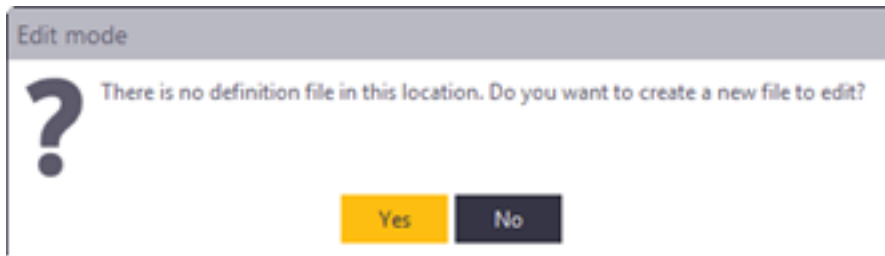 Edit mode
There is no definition file in this location. Do you want to create a new file to edit?
Yes No